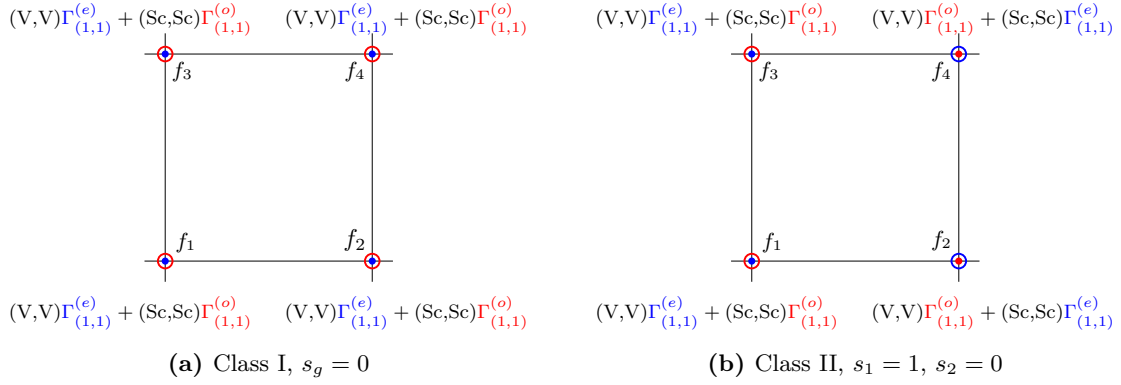 (V,V)Γ^{(e)}_{(1,1)} + (Sc,Sc)Γ^{(o)}_{(1,1)} (V,V)Γ^{(e)}_{(1,1)} + (Sc,Sc)Γ^{(o)}_{(1,1)}
f_3 f_4
f_1 f_2
(V,V)Γ^{(e)}_{(1,1)} + (Sc,Sc)Γ^{(o)}_{(1,1)} (V,V)Γ^{(e)}_{(1,1)} + (Sc,Sc)Γ^{(o)}_{(1,1)}
(a) Class I, s_g = 0
(V,V)Γ^{(e)}_{(1,1)} + (Sc,Sc)Γ^{(o)}_{(1,1)} (V,V)Γ^{(o)}_{(1,1)} + (Sc,Sc)Γ^{(e)}_{(1,1)}
f_3 f_4
f_1 f_2
(V,V)Γ^{(e)}_{(1,1)} + (Sc,Sc)Γ^{(o)}_{(1,1)} (V,V)Γ^{(o)}_{(1,1)} + (Sc,Sc)Γ^{(e)}_{(1,1)}
(b) Class II, s_1 = 1, s_2 = 0